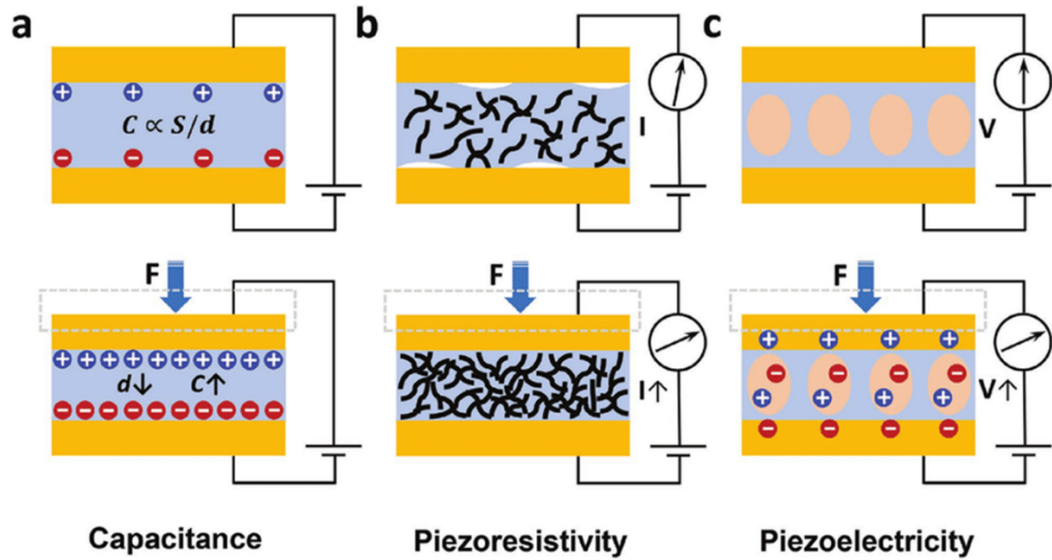 a b c
+ + + +
C ∝ S/d
− − − −
I
V
F F F
+ + + + + + + + + +
d↓ C↑
− − − − − − − − − −
I↑
+ + + +
− − − −
+ + + +
V↑
− − − −
Capacitance Piezoresistivity Piezoelectricity